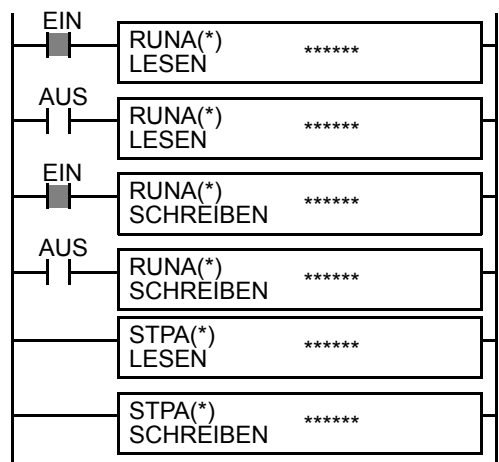 EIN
RUNA(*)
LESEN ******
AUS
RUNA(*)
LESEN ******
EIN
RUNA(*)
SCHREIBEN ******
AUS
RUNA(*)
SCHREIBEN ******
STPA(*)
LESEN ******
STPA(*)
SCHREIBEN ******